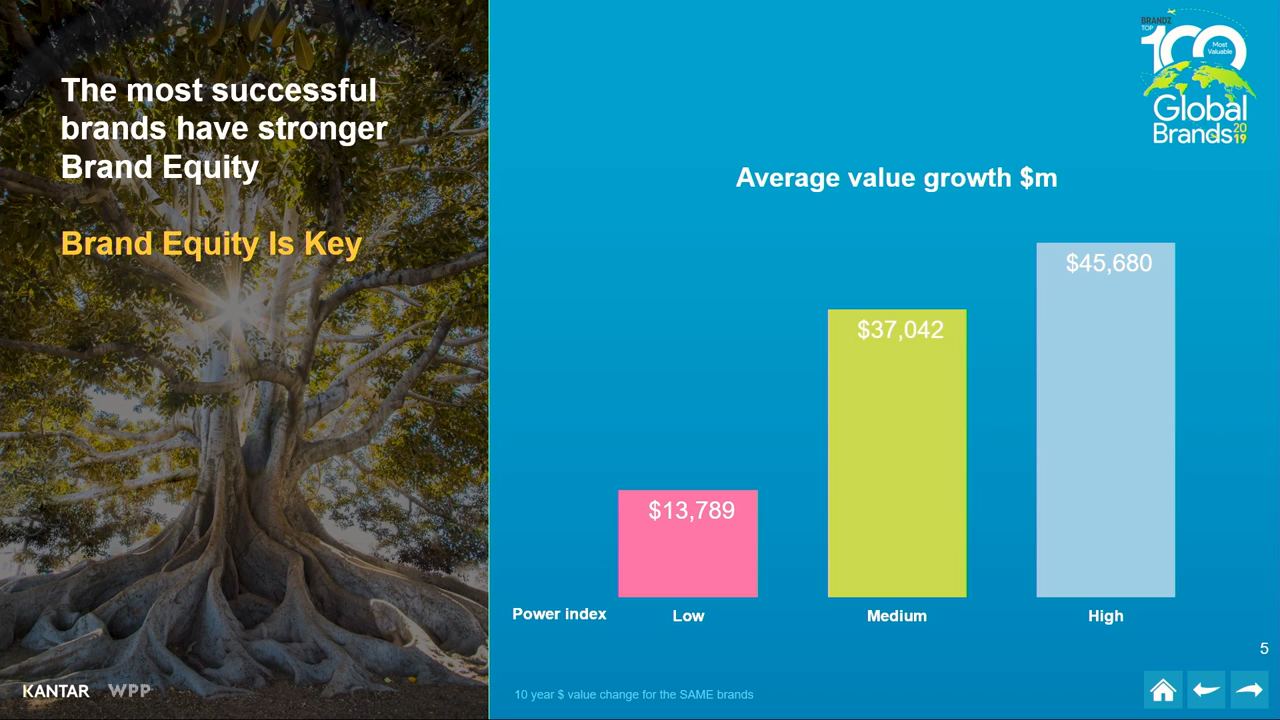 The most successful
brands have stronger
Brand Equity
Brand Equity Is Key
BRANDZ
TOP
100
Most
Valuable
Global
Brands 2019
Average value growth $m
$45,680
$37,042
$13,789
Power index
Low
Medium
High
5
10 year $ value change for the SAME brands
KANTAR
WPP